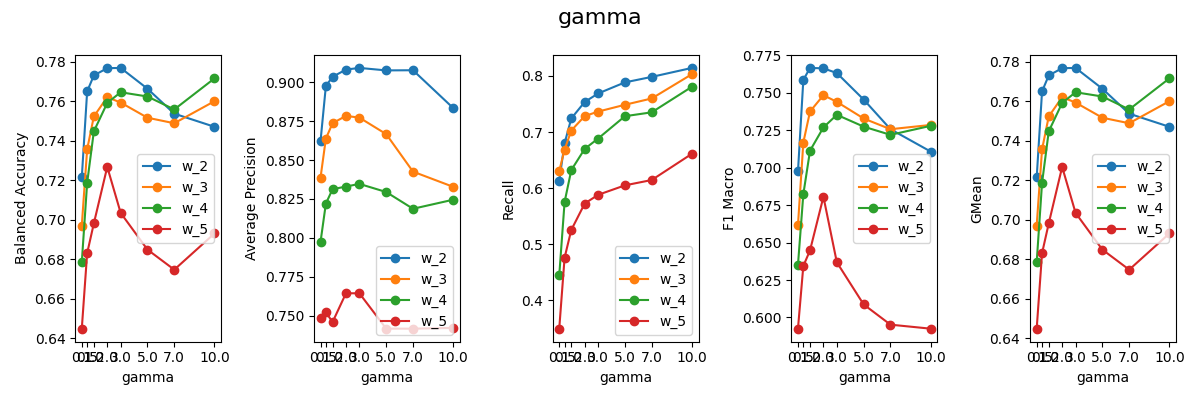 gamma
Balanced Accuracy
0.78
0.76
0.74
0.72
0.70
0.68
0.66
0.64
w_2
w_3
w_4
w_5
5.0 7.0 10.0
gamma
Average Precision
0.900
0.875
0.850
0.825
0.800
0.775
0.750
w_2
w_3
w_4
w_5
5.0 7.0 10.0
gamma
Recall
0.8
0.7
0.6
0.5
0.4
w_2
w_3
w_4
w_5
5.0 7.0 10.0
gamma
F1 Macro
0.775
0.750
0.725
0.700
0.675
0.650
0.625
0.600
w_2
w_3
w_4
w_5
5.0 7.0 10.0
gamma
GMean
0.78
0.76
0.74
0.72
0.70
0.68
0.66
0.64
w_2
w_3
w_4
w_5
5.0 7.0 10.0
gamma